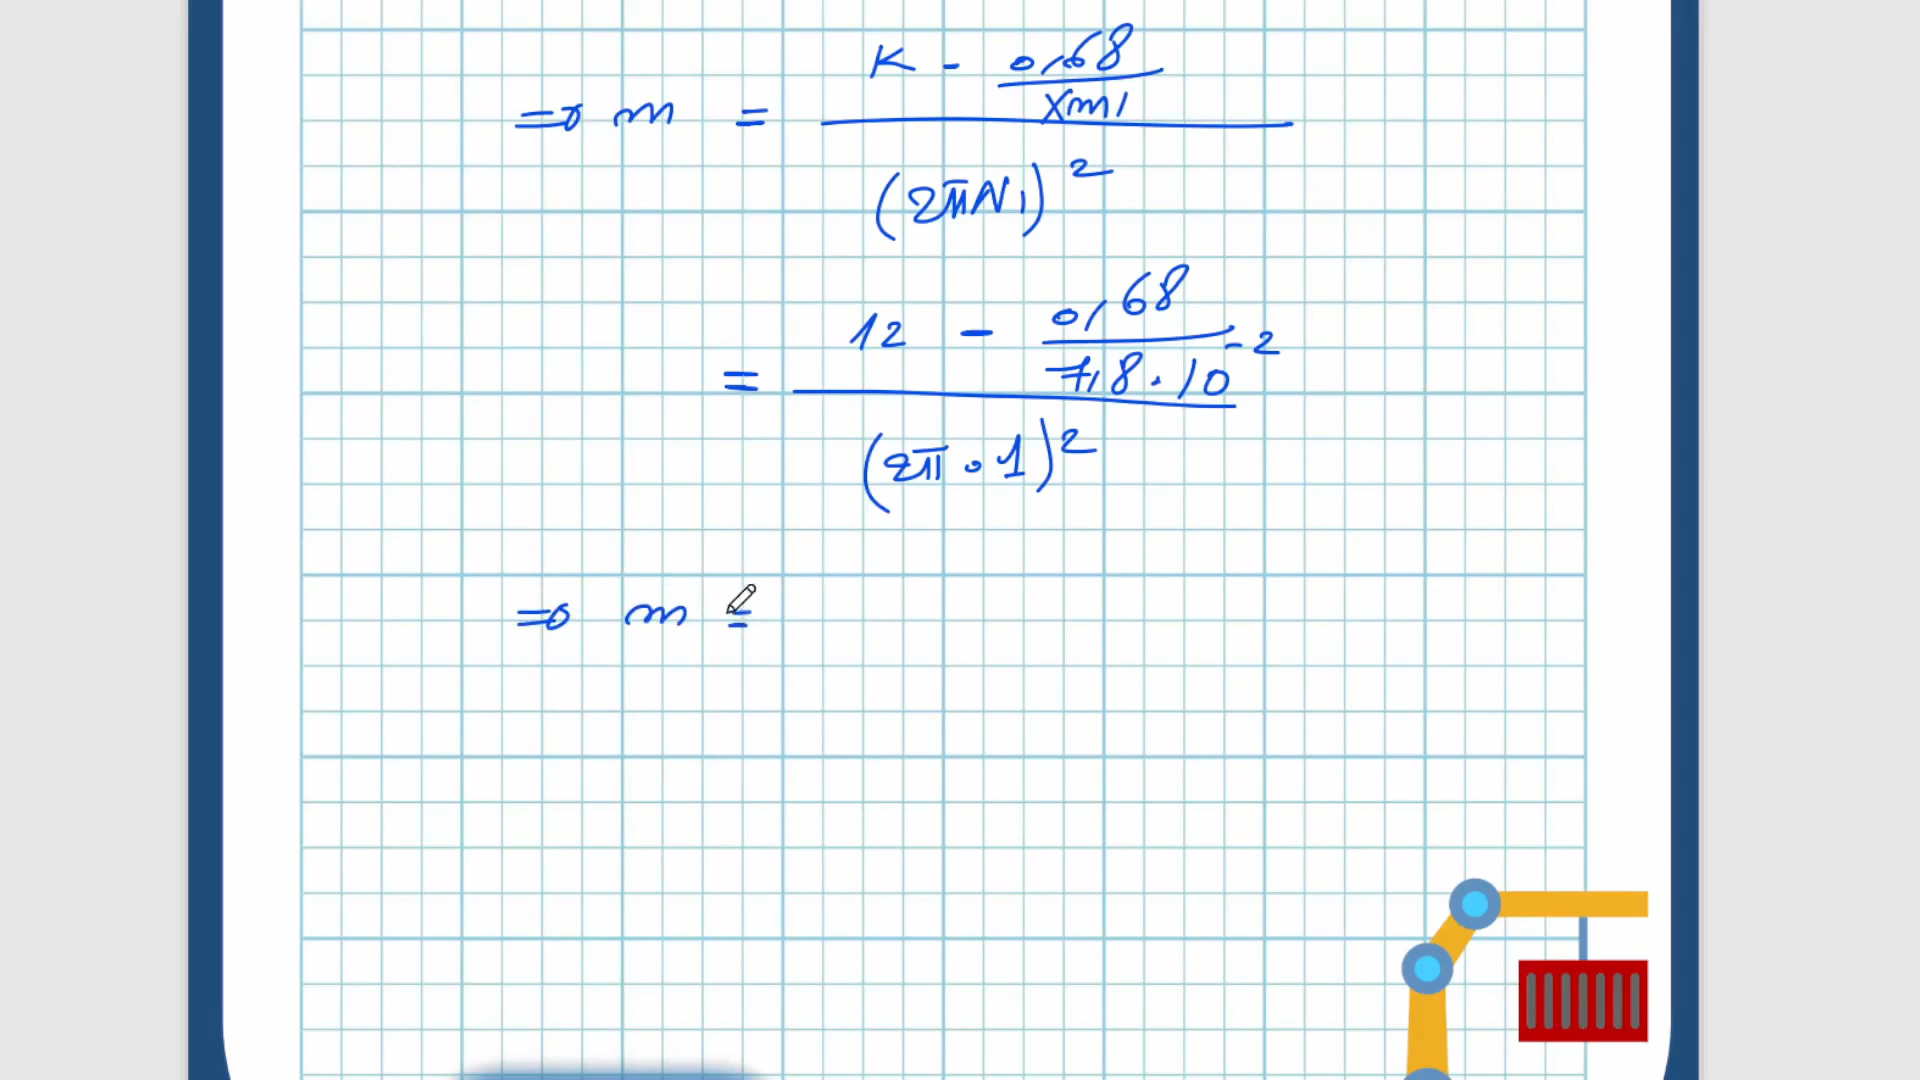 K - 0,68
=> m = Xm1
(2πN1)²
12 - 0,68
= 7,8 . 10⁻²
(2π . 1)²
=> m =